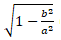 √(1 − b²/a²)